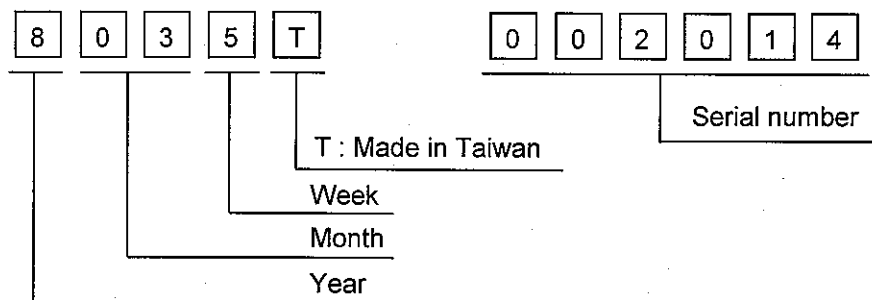 8 0 3 5 T 0 0 2 0 1 4
Serial number
T : Made in Taiwan
Week
Month
Year